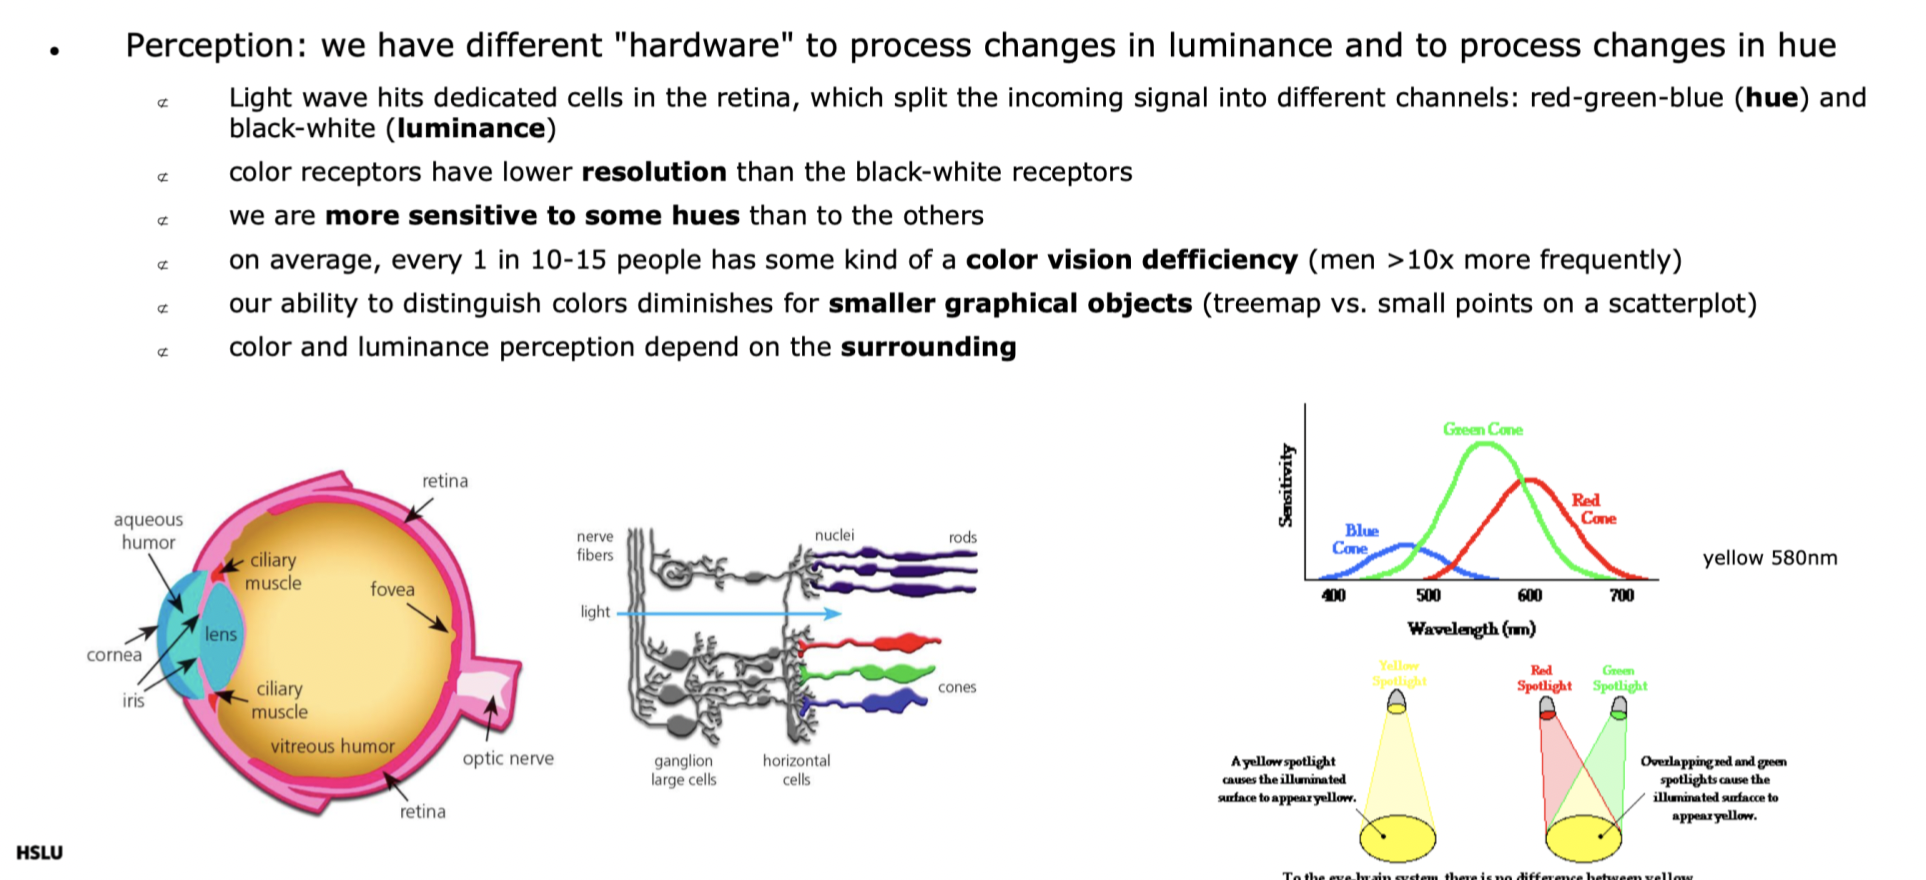 • Perception: we have different "hardware" to process changes in luminance and to process changes in hue
⊄ Light wave hits dedicated cells in the retina, which split the incoming signal into different channels: red-green-blue (hue) and
black-white (luminance)
⊄ color receptors have lower resolution than the black-white receptors
⊄ we are more sensitive to some hues than to the others
⊄ on average, every 1 in 10-15 people has some kind of a color vision defficiency (men >10x more frequently)
⊄ our ability to distinguish colors diminishes for smaller graphical objects (treemap vs. small points on a scatterplot)
⊄ color and luminance perception depend on the surrounding
retina
aqueous
humor
ciliary
muscle
fovea
lens
cornea
iris
ciliary
muscle
vitreous humor
optic nerve
retina
nerve
fibers
nuclei
rods
light
cones
ganglion
large cells
horizontal
cells
Sensitivity
Green Cone
Red
Cone
Blue
Cone
400 500 600 700
Wavelength (nm)
yellow 580nm
Yellow
Spotlight
Red
Spotlight
Green
Spotlight
A yellow spotlight
causes the illuminated
surface to appear yellow.
Overlapping red and green
spotlights cause the
illuminated surfacce to
appear yellow.
To the eye-brain system, there is no difference between yellow
HSLU